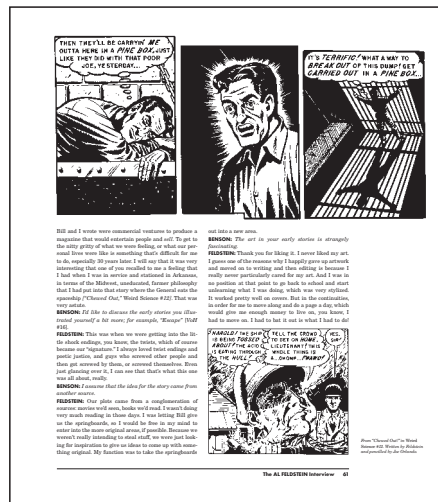 THEN THEY'LL BE CARRYIN' ME
OUTTA HERE IN A PINE BOX, JUST
LIKE THEY DID WITH THAT POOR
JOE, YESTERDAY...
IT'S TERRIFIC! WHAT A WAY TO
BREAK OUT OF THIS DUMP! GET
CARRIED OUT IN A PINE BOX...
Bill and I wrote were commercial ventures to produce a
magazine that would entertain people and sell. To get to
the nitty gritty of what we were feeling, or what our per-
sonal lives were like is something that's difficult for me
to do, especially 30 years later. I will say that it was very
interesting that one of you recalled to me a feeling that
I had when I was in service and stationed in Arkansas,
in terms of the Midwest, uneducated, farmer philosophy
that I had put into that story where the General eats the
spaceship ["Chewed Out," Weird Science #12]. That was
very astute.
BENSON: I'd like to discuss the early stories you illus-
trated yourself a bit more; for example, "Escape" [VoH
#16].
FELDSTEIN: This was when we were getting into the lit-
tle shock endings, you know, the twists, which of course
became our "signature." I always loved twist endings and
poetic justice, and guys who screwed other people and
then got screwed by them, or screwed themselves. Even
just glancing over it, I can see that that's what this one
was all about, really.
BENSON: I assume that the idea for the story came from
another source.
FELDSTEIN: Our plots came from a conglomeration of
sources: movies we'd seen, books we'd read. I wasn't doing
very much reading in those days. I was letting Bill give
us the springboards, so I would be free in my mind to
enter into the more original areas, if possible. Because we
weren't really intending to steal stuff, we were just look-
ing for inspiration to give us ideas to come up with some-
thing original. My function was to take the springboards
out into a new area.
BENSON: The art in your early stories is strangely
fascinating.
FELDSTEIN: Thank you for liking it. I never liked my art.
I guess one of the reasons why I happily gave up artwork
and moved on to writing and then editing is because I
really never particularly cared for my art. And I was in
no position at that point to go back to school and start
unlearning what I was doing, which was very stylized.
It worked pretty well on covers. But in the continuities,
in order for me to move along and do a page a day, which
would give me enough money to live on, you know, I
had to move on. I had to bat it out is what I had to do!
HAROLD! THE SHIP
IS BEING TOSSED
ABOUT! THE ACID
IS EATING THROUGH
THE HULL!
TELL THE CROWD
TO GET ON HOME,
LIEUTENANT! THIS
WHOLE THING IS
YES,
SIR!
From "Chewed Out" in Weird
Science #12. Written by Feldstein
and pencilled by Joe Orlando.
The AL FELDSTEIN Interview 61